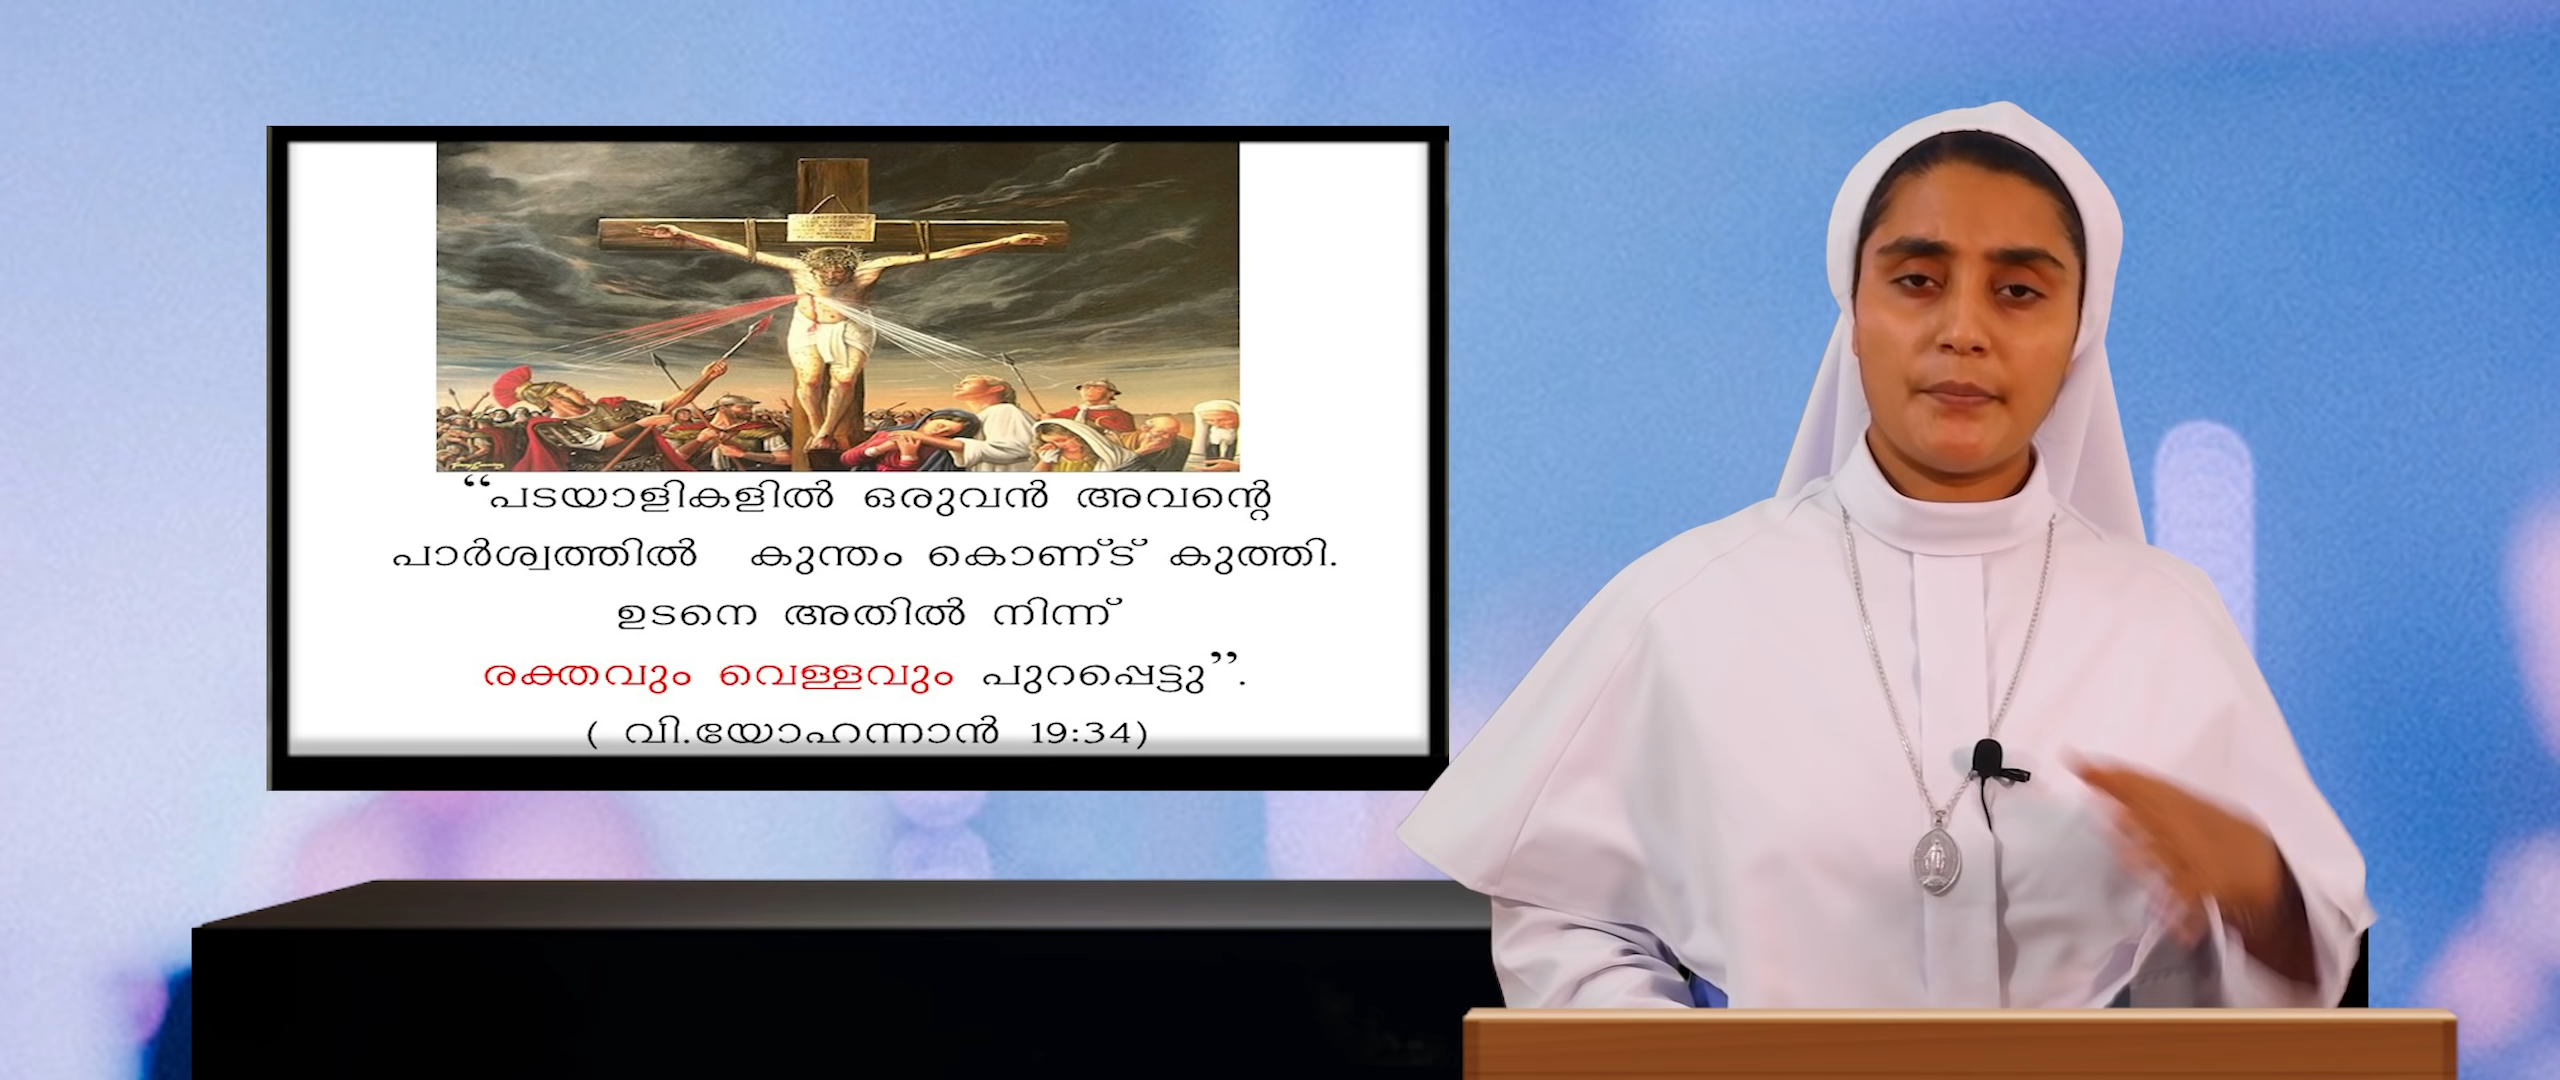 “പടയാളികളിൽ ഒരുവൻ അവന്റെ
പാർശ്വത്തിൽ കുന്തം കൊണ്ട് കുത്തി.
ഉടനെ അതിൽ നിന്ന്
രക്തവും വെള്ളവും പുറപ്പെട്ടു”.
( വി.യോഹന്നാൻ 19:34)